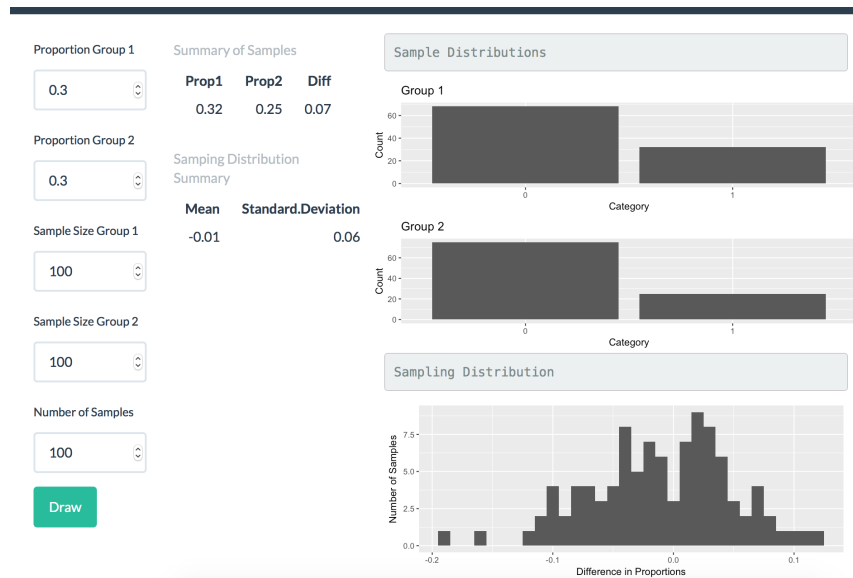 Proportion Group 1
0.3
Proportion Group 2
0.3
Sample Size Group 1
100
Sample Size Group 2
100
Number of Samples
100
Draw
Summary of Samples
Prop1 Prop2 Diff
0.32 0.25 0.07
Samping Distribution
Summary
Mean Standard.Deviation
-0.01 0.06
Sample Distributions
Group 1
60
40
20
0
Count
0 1
Category
Group 2
60
40
20
0
Count
0 1
Category
Sampling Distribution
7.5
5.0
2.5
0.0
Number of Samples
-0.2 -0.1 0.0 0.1
Difference in Proportions